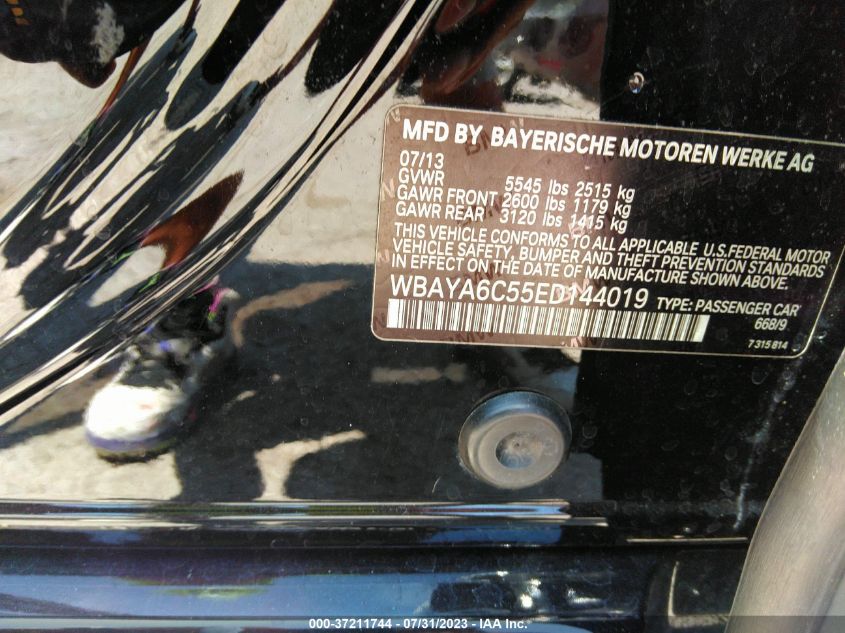 MFD BY BAYERISCHE MOTOREN WERKE AG
07/13
GVWR 5545 lbs 2515 kg
GAWR FRONT 2600 lbs 1179 kg
GAWR REAR 3120 lbs 1415 kg
THIS VEHICLE CONFORMS TO ALL APPLICABLE U.S.FEDERAL MOTOR
VEHICLE SAFETY, BUMPER AND THEFT PREVENTION STANDARDS
IN EFFECT ON THE DATE OF MANUFACTURE SHOWN ABOVE.
WBAYA6C55ED144019 TYPE: PASSENGER CAR
668/9
7 315 814
000-37211744 - 07/31/2023 - © IAA Inc.